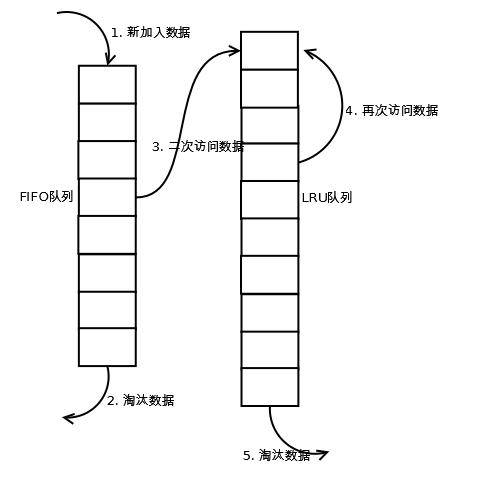 1. 新加入数据
4. 再次访问数据
3. 二次访问数据
FIFO队列
LRU队列
2. 淘汰数据
5. 淘汰数据